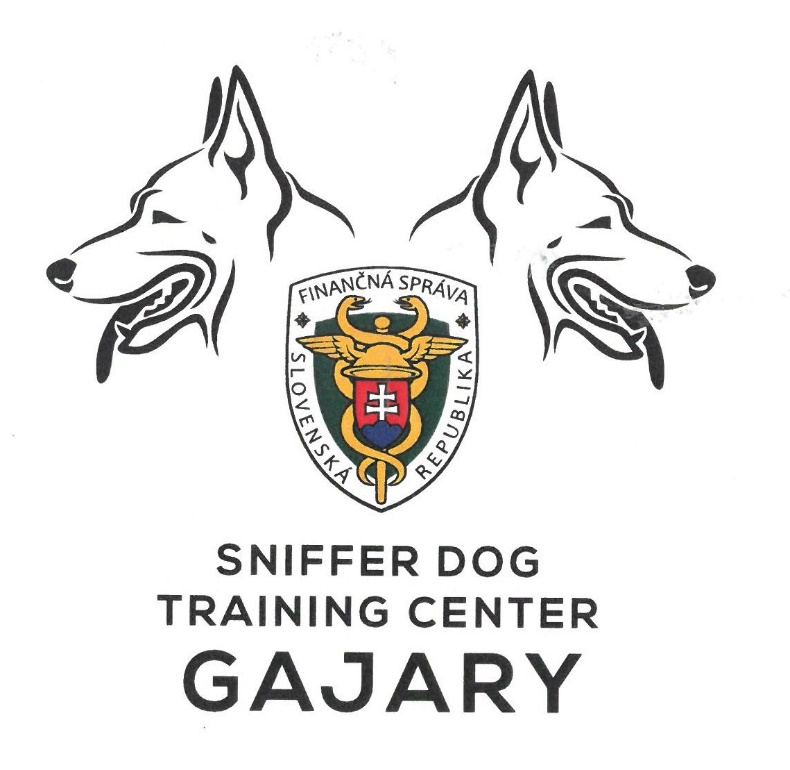 FINANČNÁ SPRÁVA
SLOVENSKÁ
REPUBLIKA
SNIFFER DOG
TRAINING CENTER
GAJARY